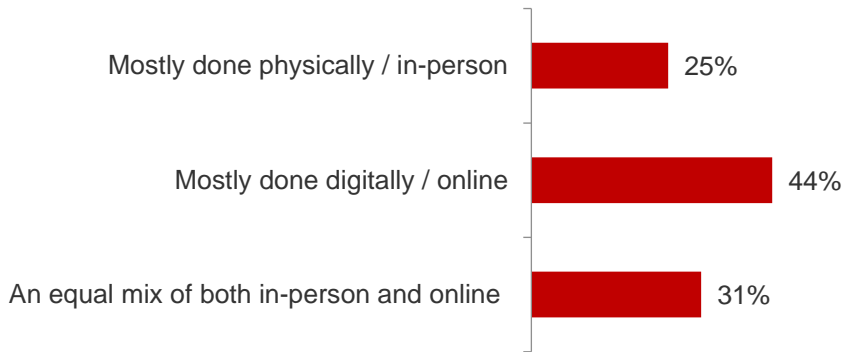 Mostly done physically / in-person
25%
Mostly done digitally / online
44%
An equal mix of both in-person and online
31%